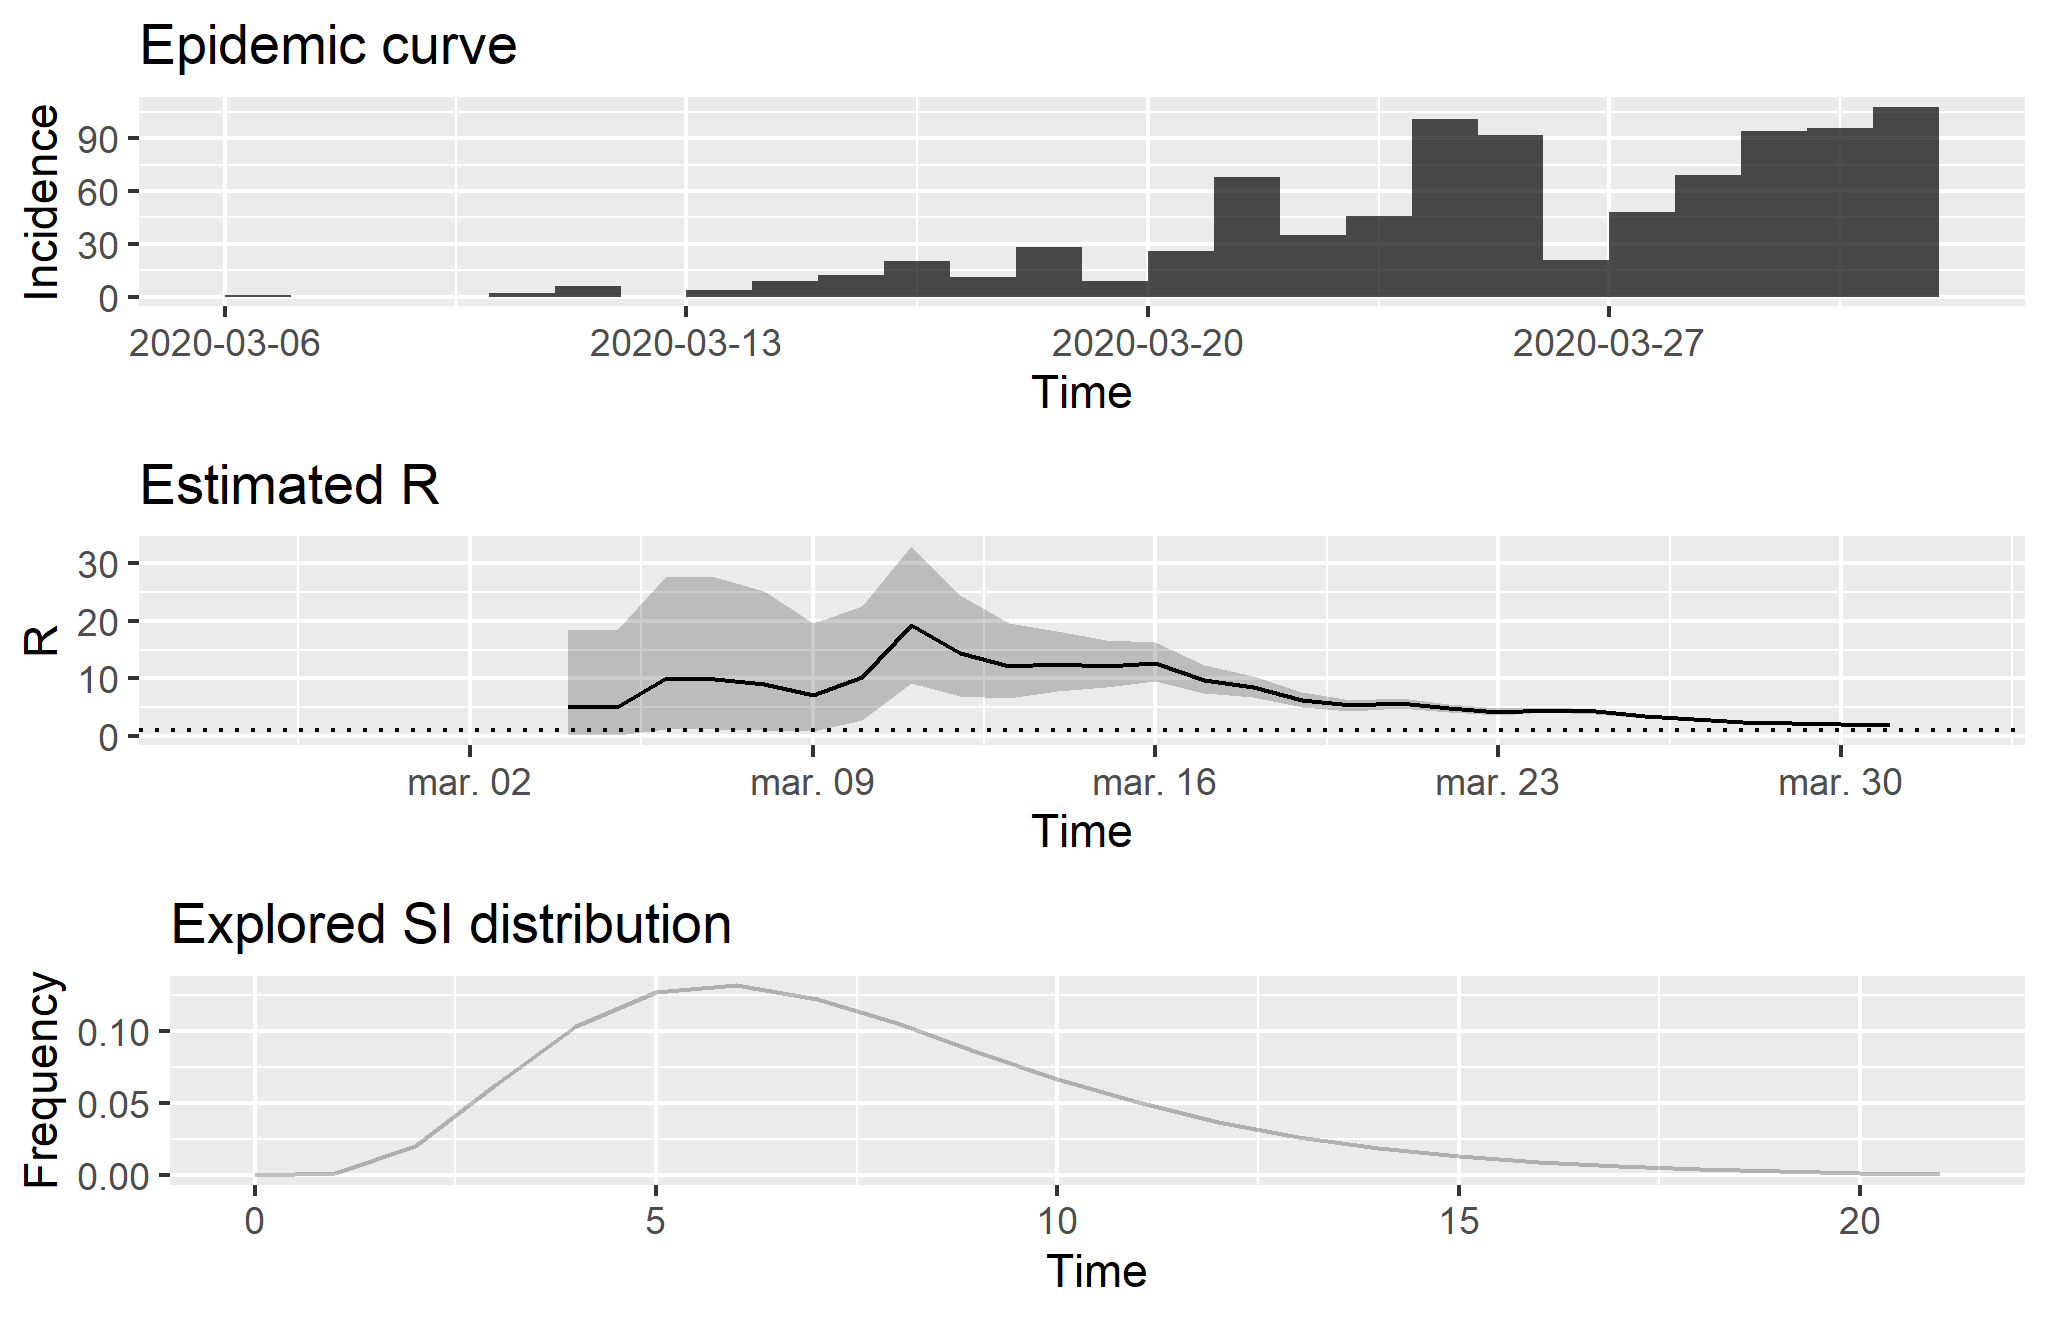 Epidemic curve
Incidence
90
60
30
0
2020-03-06 2020-03-13 2020-03-20 2020-03-27
Time
Estimated R
R
30
20
10
0
mar. 02 mar. 09 mar. 16 mar. 23 mar. 30
Time
Explored SI distribution
Frequency
0.10
0.05
0.00
0 5 10 15 20
Time